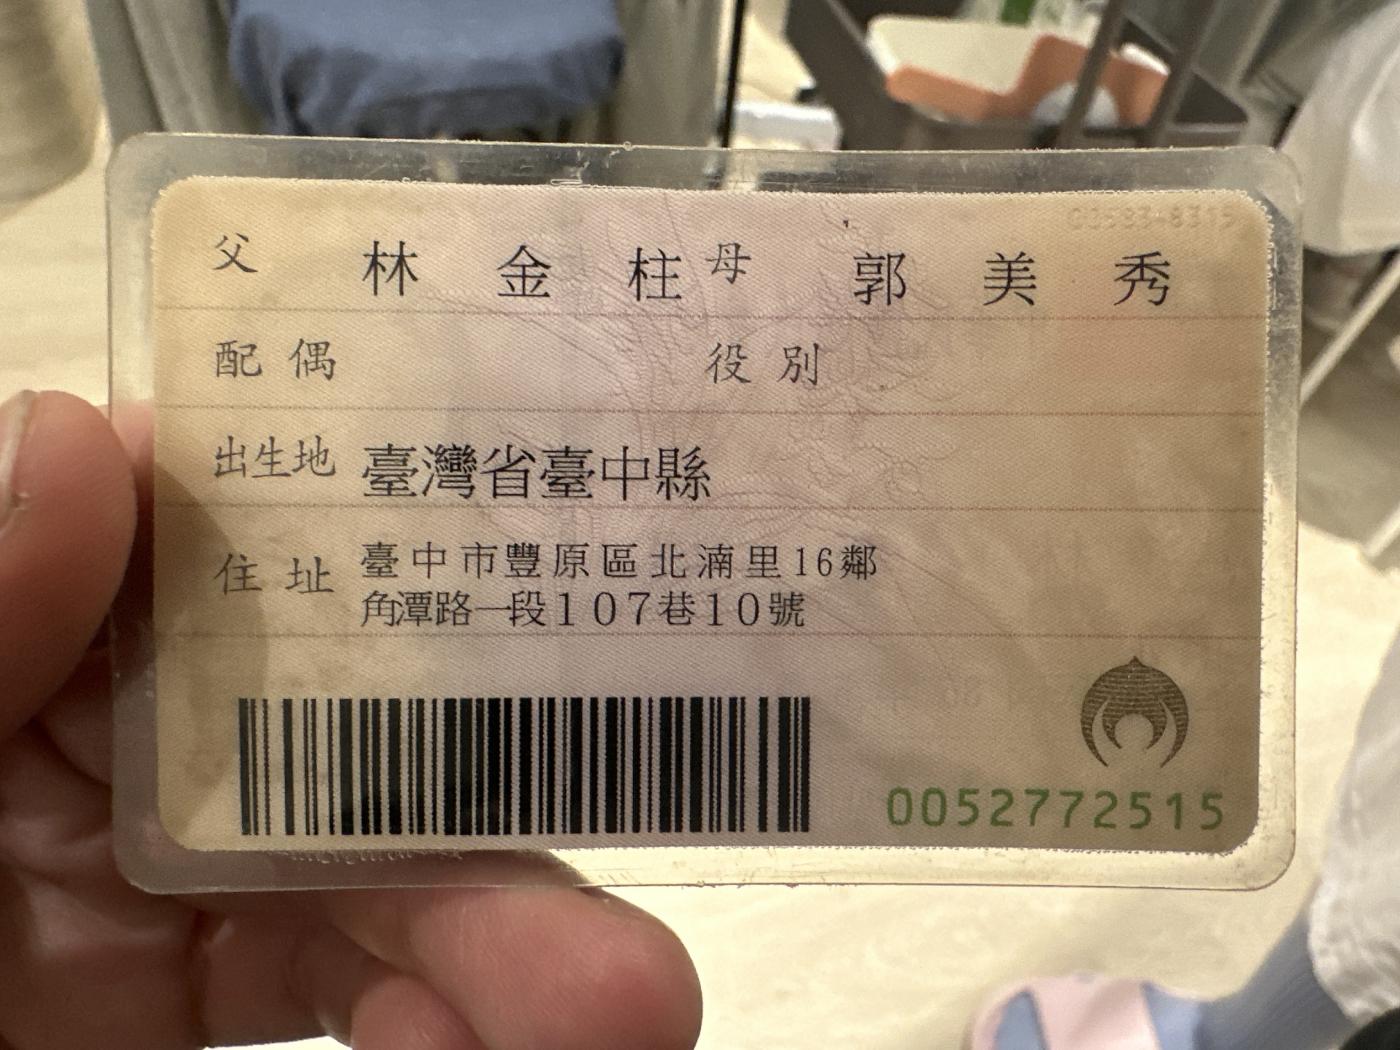 父 林金柱 母 郭美秀
配偶 役別
出生地 臺灣省臺中縣
住址 臺中市豐原區北湳里16鄰
角潭路一段107巷10號
0052772515